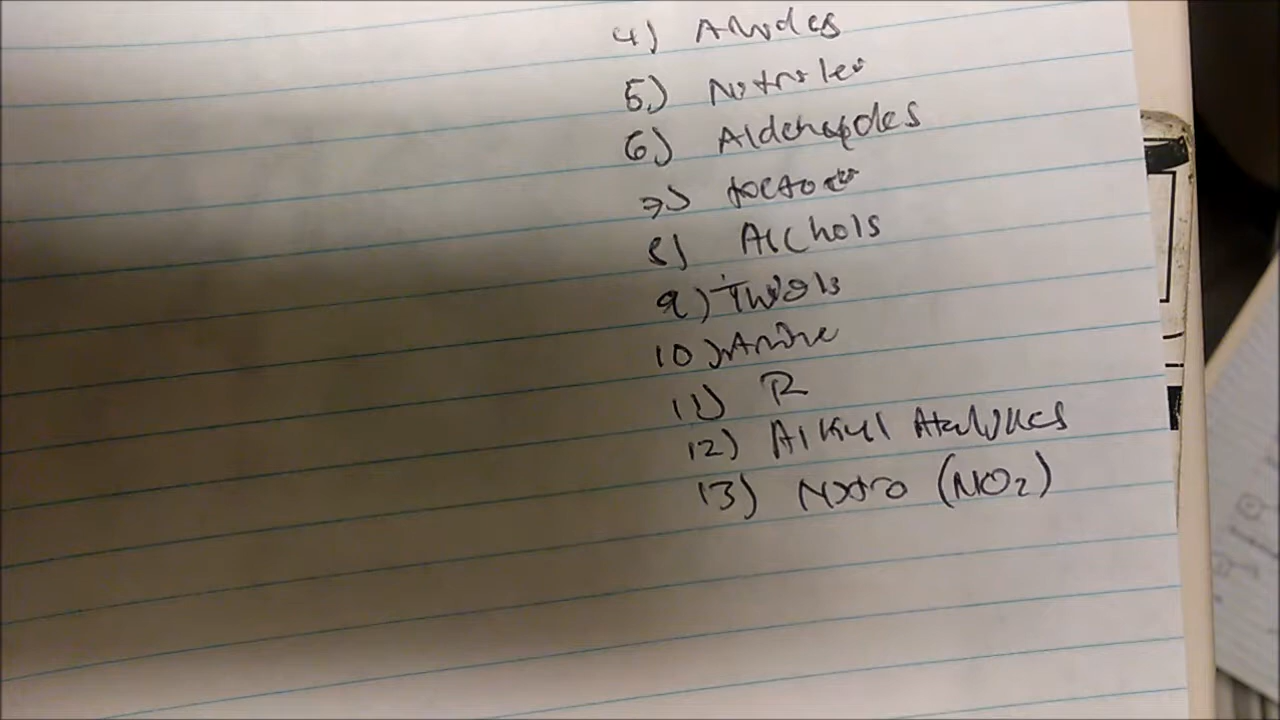 4) Amides
5) Nitriles
6) Aldehydes
7)
8) Alchols
9) Thiols
10) Amine
11) R
12) Alkyl
13) Nitro (NO₂)